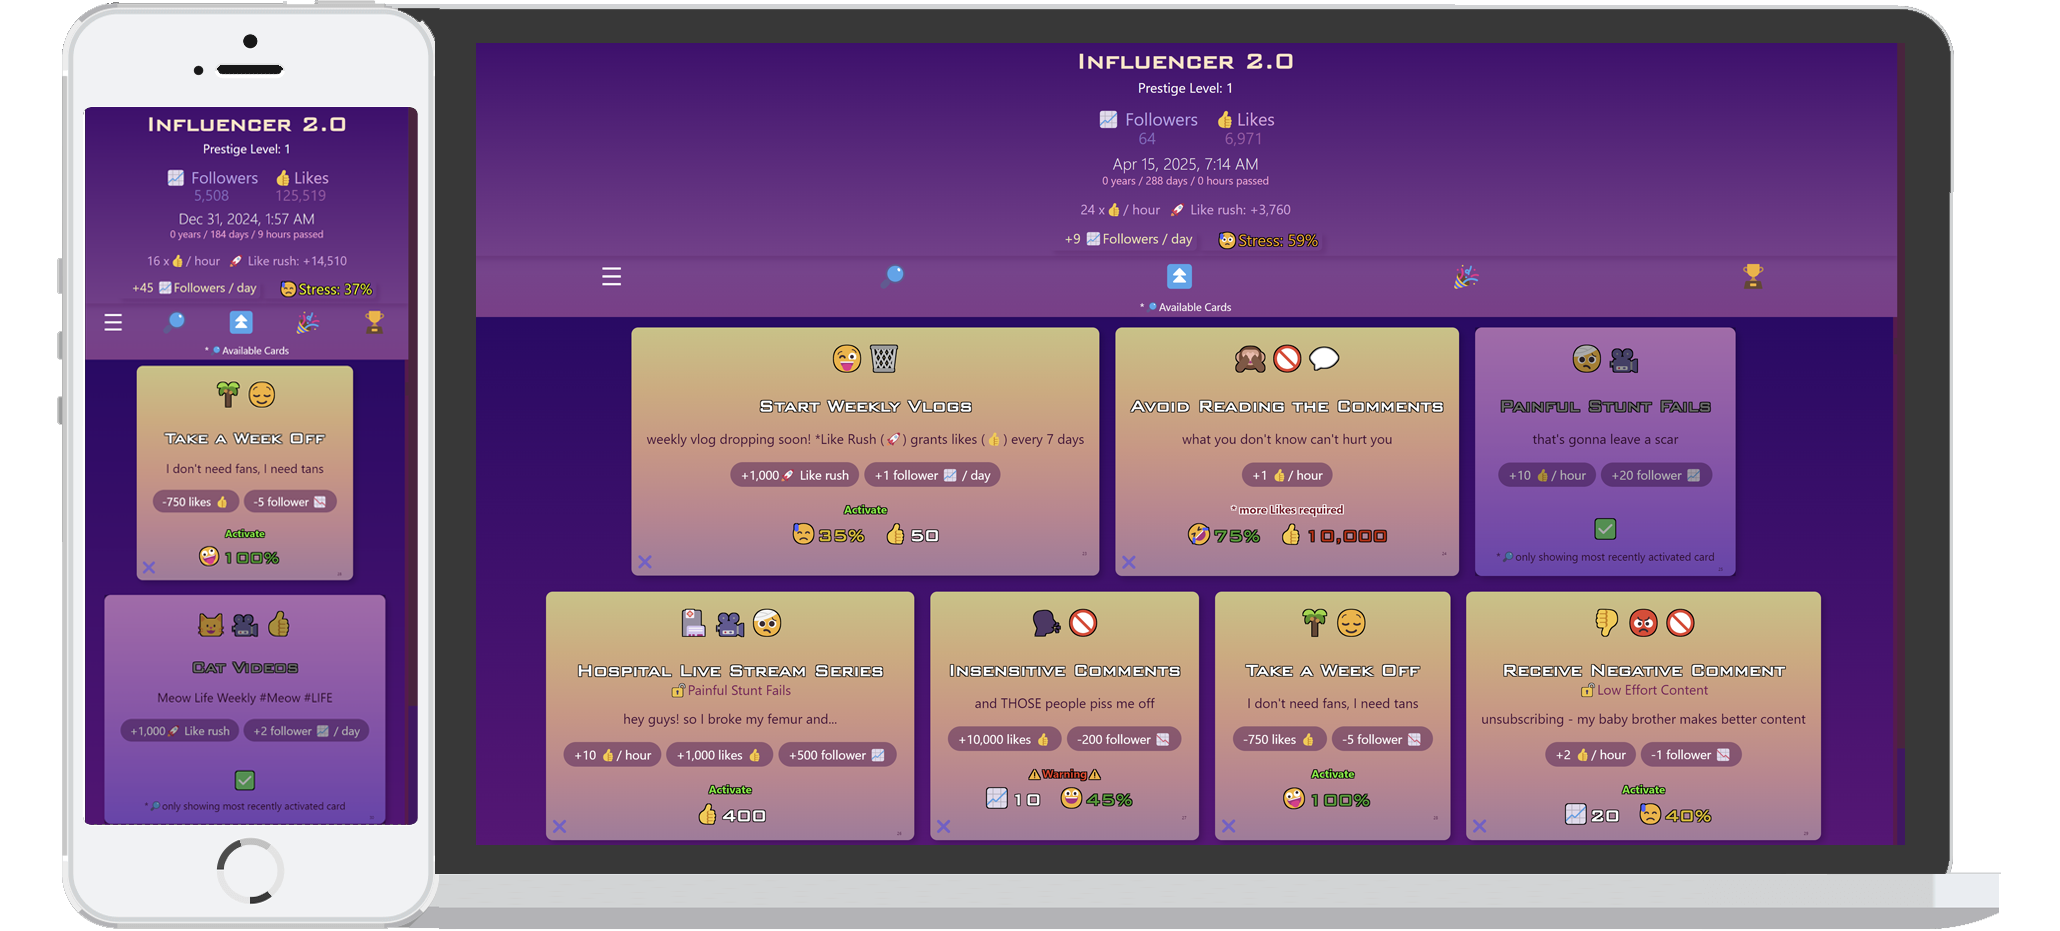 Influencer 2.0
Prestige Level: 1
Followers Likes
5,508 125,519
Dec 31, 2024, 1:57 AM
0 years / 184 days / 9 hours passed
16 x 👍 / hour 🚀 Like rush: +14,510
+45 📈 Followers / day 😓 Stress: 37%
* 🔎 Available Cards
Take a Week Off
I don't need fans, I need tans
-750 likes 👍 -5 follower 📉
Activate
100%
Cat Videos
Meow Life Weekly #Meow #LIFE
+1,000 🚀 Like rush +2 follower 📈 / day
* 🔎 only showing most recently activated card
Influencer 2.0
Prestige Level: 1
Followers Likes
64 6,971
Apr 15, 2025, 7:14 AM
0 years / 288 days / 0 hours passed
24 x 👍 / hour 🚀 Like rush: +3,760
+9 📈 Followers / day 😓 Stress: 59%
* 🔎 Available Cards
Start Weekly Vlogs
weekly vlog dropping soon! *Like Rush (🚀) grants likes (👍) every 7 days
+1,000 🚀 Like rush +1 follower 📈 / day
Activate
35% 50
Avoid Reading the Comments
what you don't know can't hurt you
+1 👍 / hour
* more Likes required
75% 10,000
Painful Stunt Fails
that's gonna leave a scar
+10 👍 / hour +20 follower 📈
* 🔎 only showing most recently activated card
Hospital Live Stream Series
🔓 Painful Stunt Fails
hey guys! so I broke my femur and...
+10 👍 / hour +1,000 likes 👍 +500 follower 📈
Activate
400
Insensitive Comments
and THOSE people piss me off
+10,000 likes 👍 -200 follower 📉
⚠Warning⚠
10 45%
Take a Week Off
I don't need fans, I need tans
-750 likes 👍 -5 follower 📉
Activate
100%
Receive Negative Comment
🔓 Low Effort Content
unsubscribing - my baby brother makes better content
+2 👍 / hour -1 follower 📉
Activate
20 40%